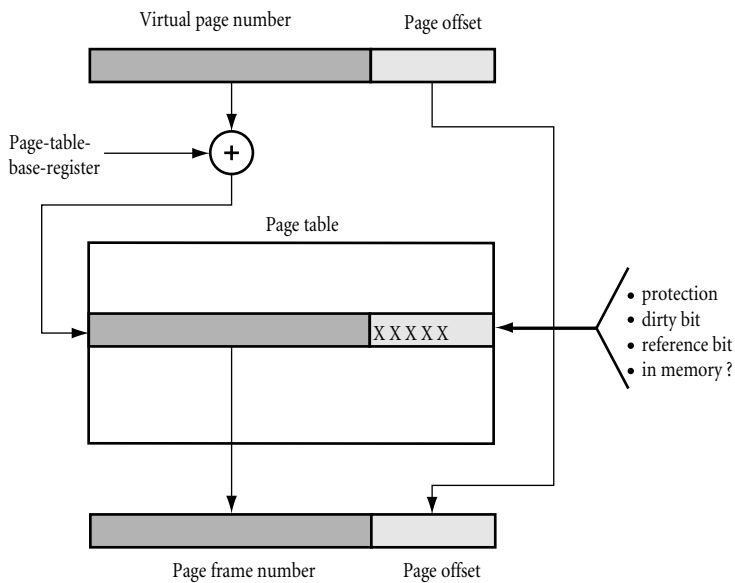 Virtual page number
Page offset
+
Page-table-
base-register
Page table
X X X X X
• protection
• dirty bit
• reference bit
• in memory ?
Page frame number
Page offset